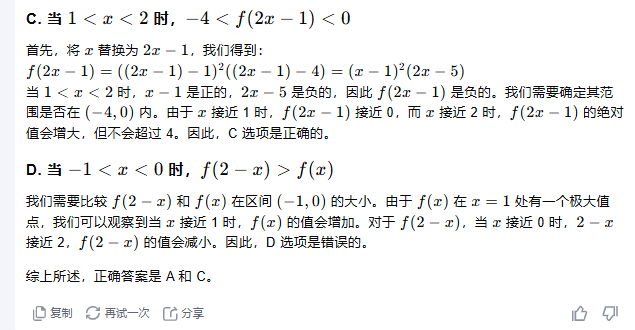 C. 当 1 < x < 2 时，−4 < f(2x − 1) < 0
首先，将 x 替换为 2x − 1，我们得到：
f(2x − 1) = ((2x − 1) − 1)²((2x − 1) − 4) = (x − 1)²(2x − 5)
当 1 < x < 2 时，x − 1 是正的，2x − 5 是负的，因此 f(2x − 1) 是负的。我们需要确定其范
围是否在 (−4, 0) 内。由于 x 接近 1 时，f(2x − 1) 接近 0，而 x 接近 2 时，f(2x − 1) 的绝对
值会增大，但不会超过 4。因此，C 选项是正确的。
D. 当 −1 < x < 0 时，f(2 − x) > f(x)
我们需要比较 f(2 − x) 和 f(x) 在区间 (−1, 0) 的大小。由于 f(x) 在 x = 1 处有一个极大值
点，我们可以观察到当 x 接近 1 时，f(x) 的值会增加。对于 f(2 − x)，当 x 接近 0 时，2 − x
接近 2，f(2 − x) 的值会减小。因此，D 选项是错误的。
综上所述，正确答案是 A 和 C。
复制 再试一次 分享